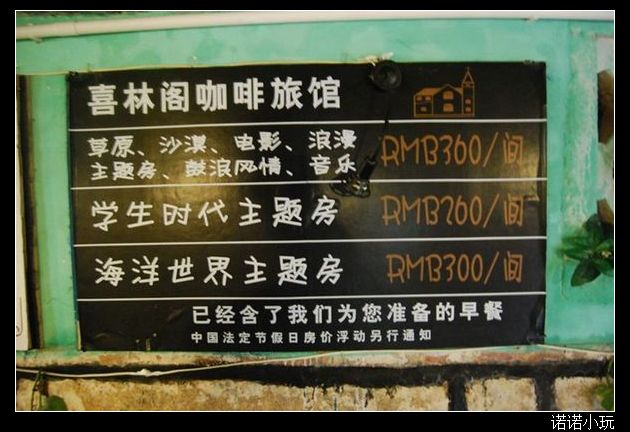 喜林阁咖啡旅馆
草原、沙漠、电影、浪漫
主题房、鼓浪风情、音乐
RMB360/间
学生时代主题房 RMB260/间
海洋世界主题房 RMB300/间
已经含了我们为您准备的早餐
中国法定节假日房价浮动另行通知
诺诺小玩